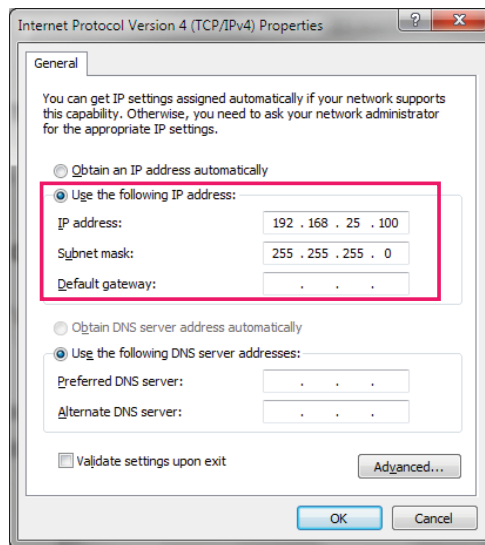 Internet Protocol Version 4 (TCP/IPv4) Properties
General
You can get IP settings assigned automatically if your network supports
this capability. Otherwise, you need to ask your network administrator
for the appropriate IP settings.
Obtain an IP address automatically
Use the following IP address:
IP address: 192 . 168 . 25 . 100
Subnet mask: 255 . 255 . 255 . 0
Default gateway: . . .
Obtain DNS server address automatically
Use the following DNS server addresses:
Preferred DNS server: . . .
Alternate DNS server: . . .
Validate settings upon exit
Advanced...
OK Cancel